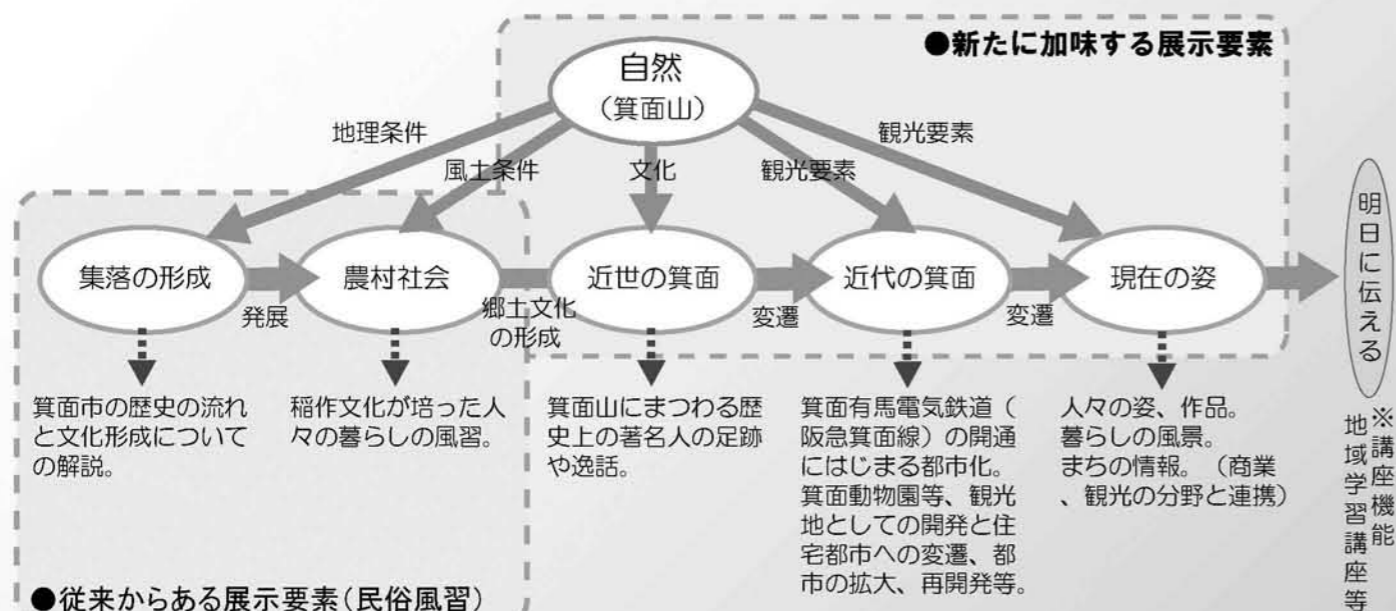 ●新たに加味する展示要素
自然
（箕面山）
地理条件
風土条件
文化
観光要素
観光要素
集落の形成
農村社会
近世の箕面
近代の箕面
現在の姿
発展
郷土文化
の形成
変遷
変遷
明日に伝える
※講座機能
地域学習講座等
箕面市の歴史の流れ
と文化形成について
の解説。
稲作文化が培った人
々の暮らしの風習。
箕面山にまつわる歴
史上の著名人の足跡
や逸話。
箕面有馬電気鉄道（
阪急箕面線）の開通
にはじまる都市化。
箕面動物園等、観光
地としての開発と住
宅都市への変遷、都
市の拡大、再開発等。
人々の姿、作品。
暮らしの風景。
まちの情報。（商業
、観光の分野と連携）
●従来からある展示要素（民俗風習）